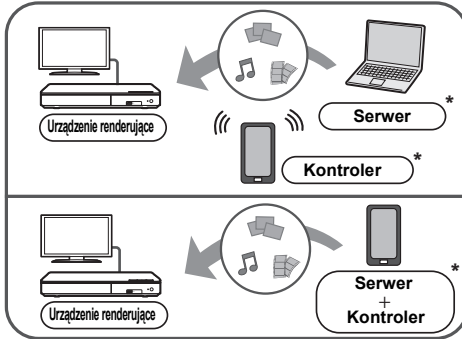 Urządzenie renderujące
Serwer *
Kontroler *
Urządzenie renderujące
Serwer *
+
Kontroler